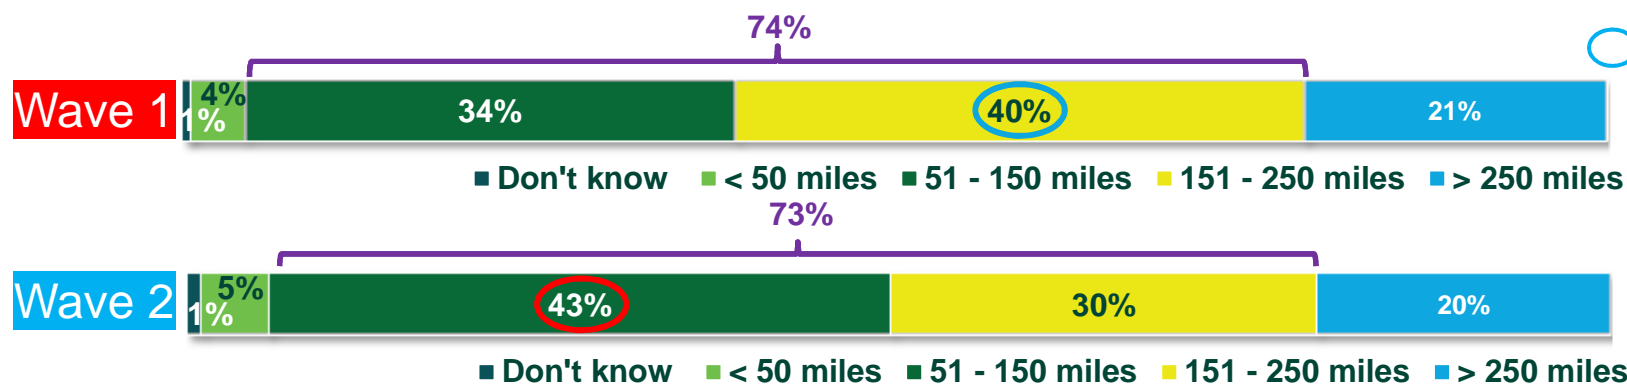 74%
Wave 1 1% 4% 34% 40% 21%
Don't know < 50 miles 51 - 150 miles 151 - 250 miles > 250 miles
73%
Wave 2 1% 5% 43% 30% 20%
Don't know < 50 miles 51 - 150 miles 151 - 250 miles > 250 miles